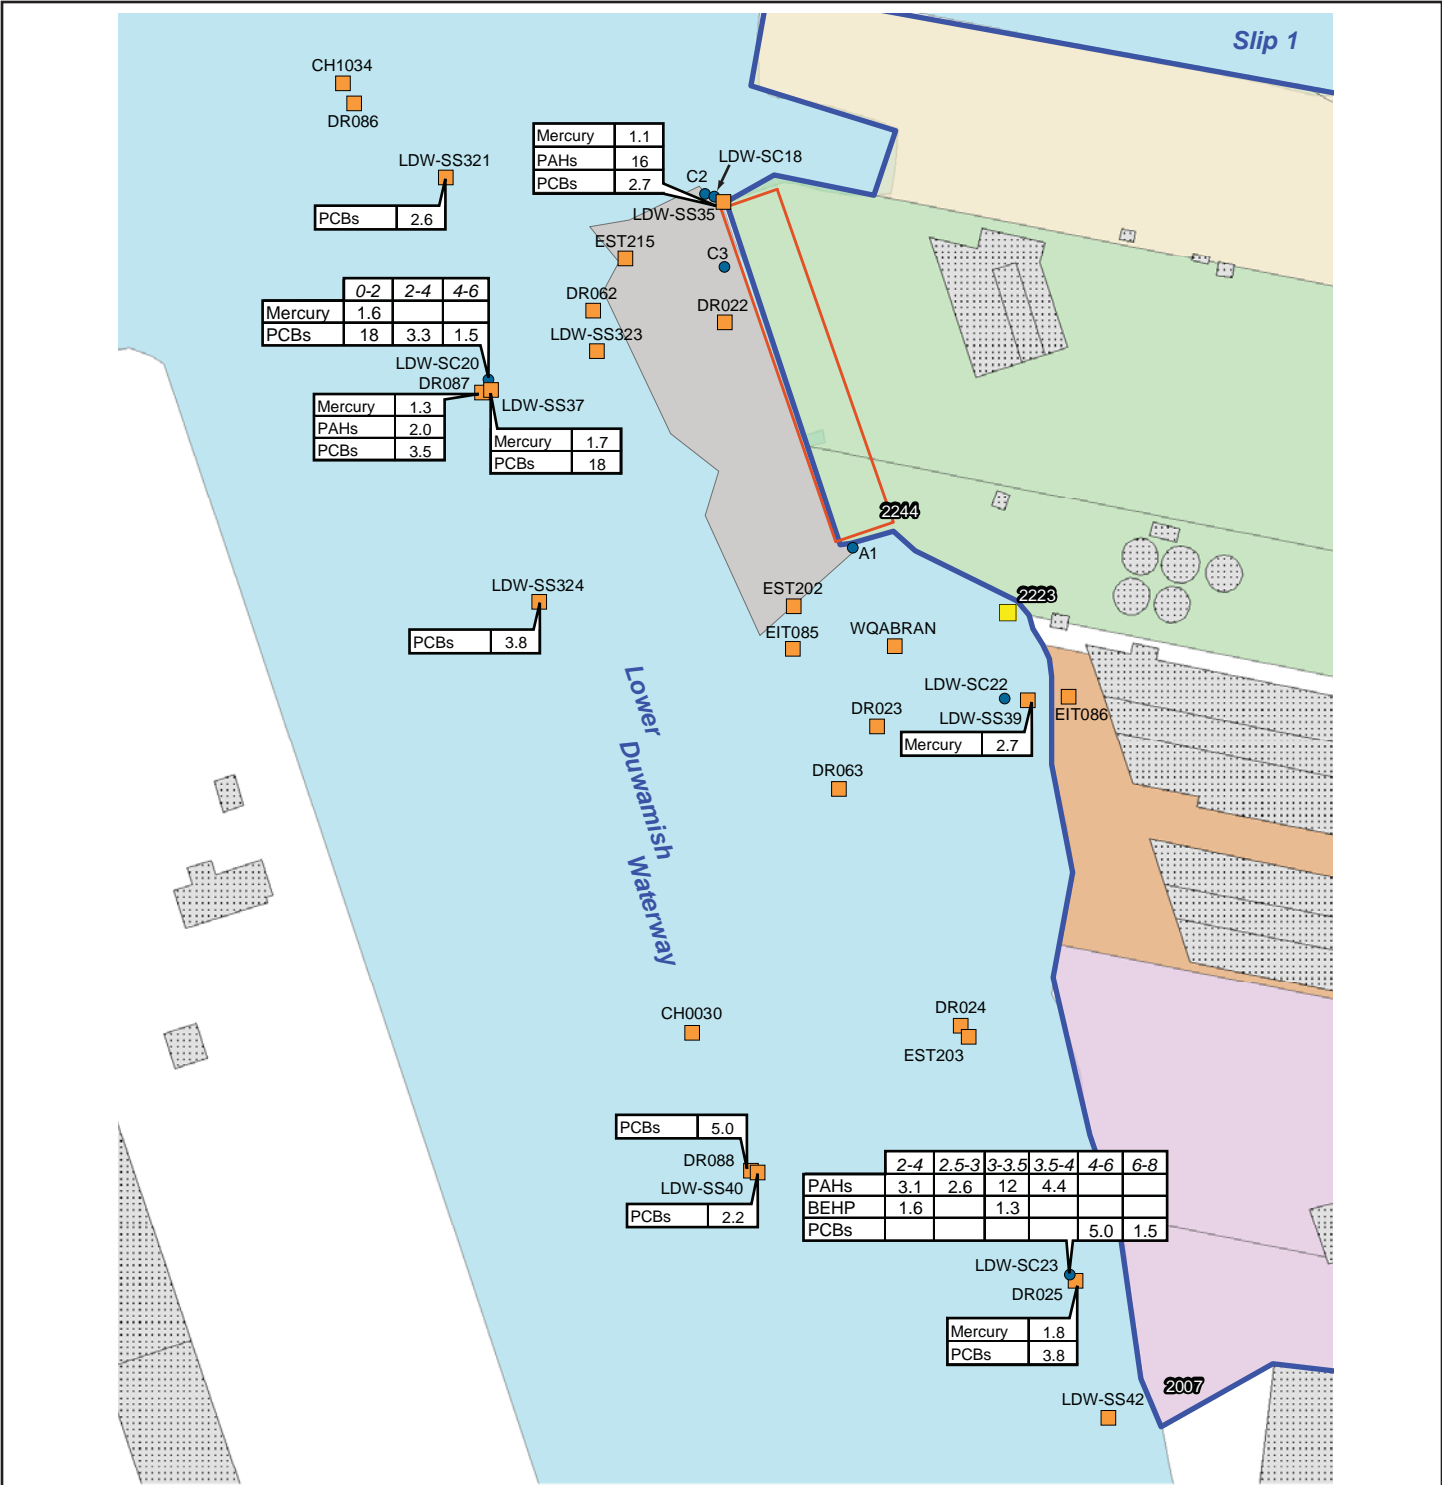 Slip 1
CH1034
DR086
LDW-SS321
PCBs 2.6
Mercury 1.1
PAHs 16
PCBs 2.7
LDW-SC18
C2
LDW-SS35
EST215
C3
DR062
DR022
LDW-SS323
0-2 2-4 4-6
Mercury 1.6
PCBs 18 3.3 1.5
LDW-SC20
DR087
LDW-SS37
Mercury 1.3
PAHs 2.0
PCBs 3.5
Mercury 1.7
PCBs 18
2244
A1
LDW-SS324
PCBs 3.8
EST202
EIT085
WQABRAN
2223
LDW-SC22
LDW-SS39
EIT086
Mercury 2.7
DR023
DR063
Lower
Duwamish
Waterway
CH0030
DR024
EST203
PCBs 5.0
DR088
LDW-SS40
PCBs 2.2
2-4 2.5-3 3-3.5 3.5-4 4-6 6-8
PAHs 3.1 2.6 12 4.4
BEHP 1.6 1.3
PCBs 5.0 1.5
LDW-SC23
DR025
Mercury 1.8
PCBs 3.8
2007
LDW-SS42